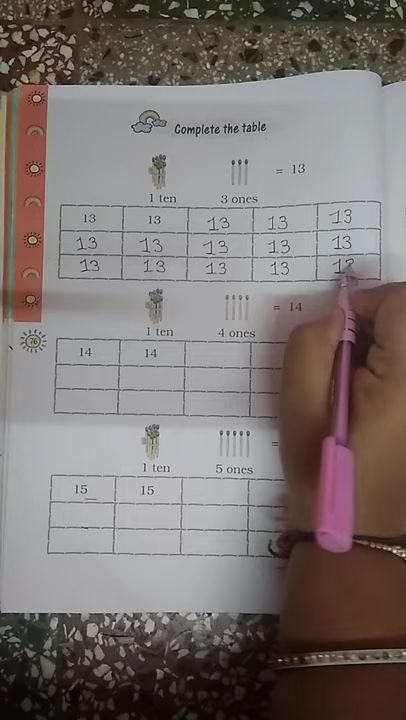 Complete the table
= 13
1 ten 3 ones
13 13 13 13 13
13 13 13 13 13
13 13 13 13 13
= 14
1 ten 4 ones
14 14
76
=
1 ten 5 ones
15 15